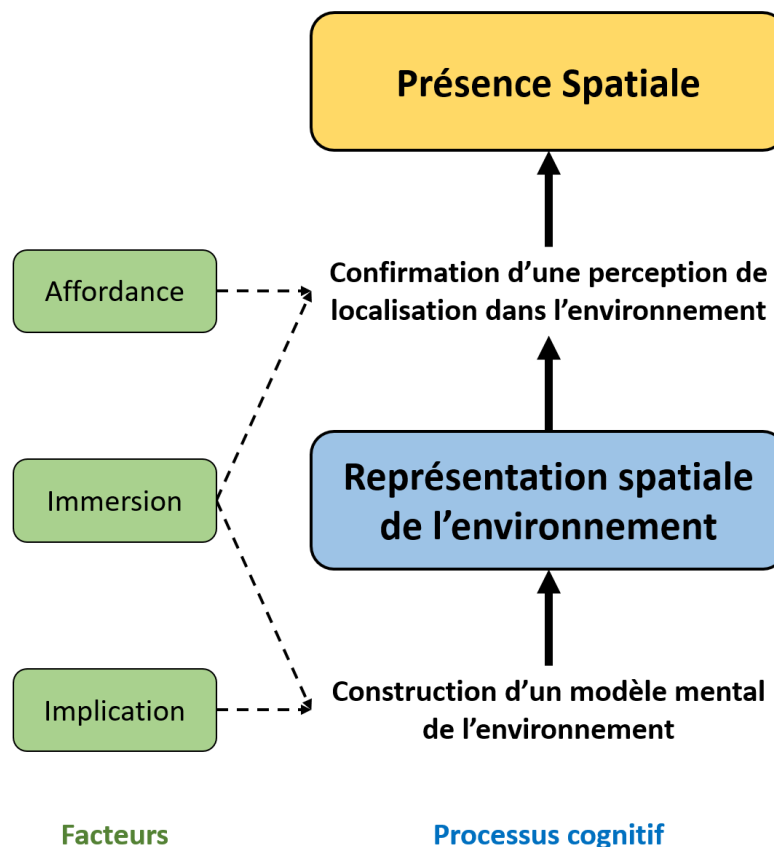 Présence Spatiale
Affordance
Confirmation d’une perception de
localisation dans l’environnement
Immersion
Représentation spatiale
de l’environnement
Implication
Construction d’un modèle mental
de l’environnement
Facteurs
Processus cognitif